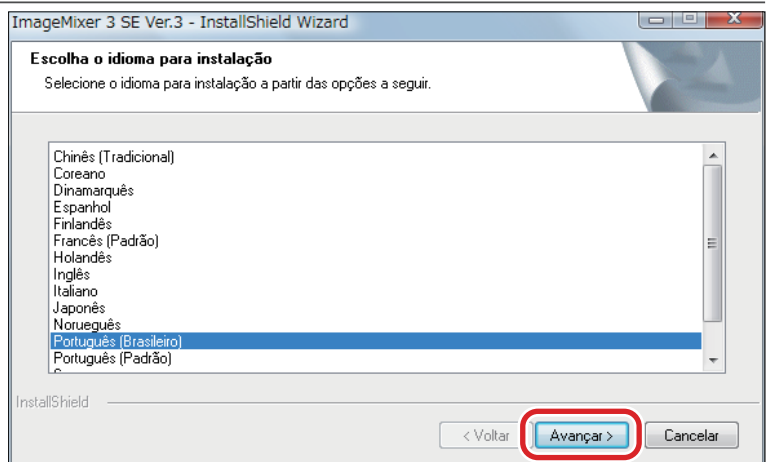 ImageMixer 3 SE Ver.3 - InstallShield Wizard
Escolha o idioma para instalação
Selecione o idioma para instalação a partir das opções a seguir.
Chinês (Tradicional)
Coreano
Dinamarquês
Espanhol
Finlandês
Francês (Padrão)
Holandês
Inglês
Italiano
Japonês
Norueguês
Português (Brasileiro)
Português (Padrão)
InstallShield
< Voltar
Avançar >
Cancelar